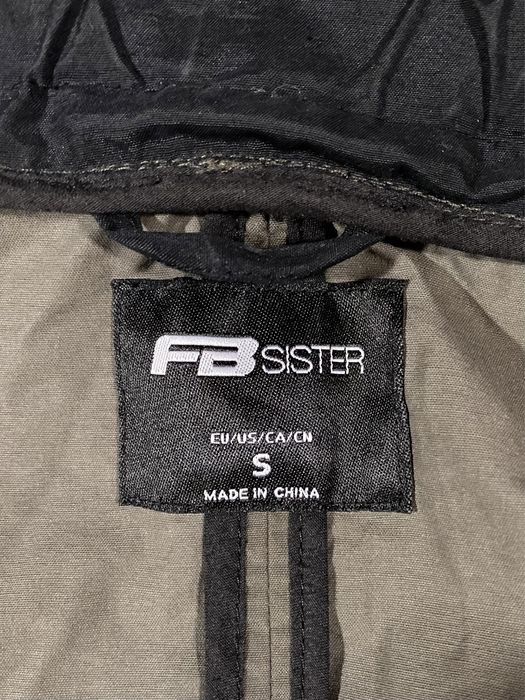 FB SISTER
EU/US/CA/CN
S
MADE IN CHINA